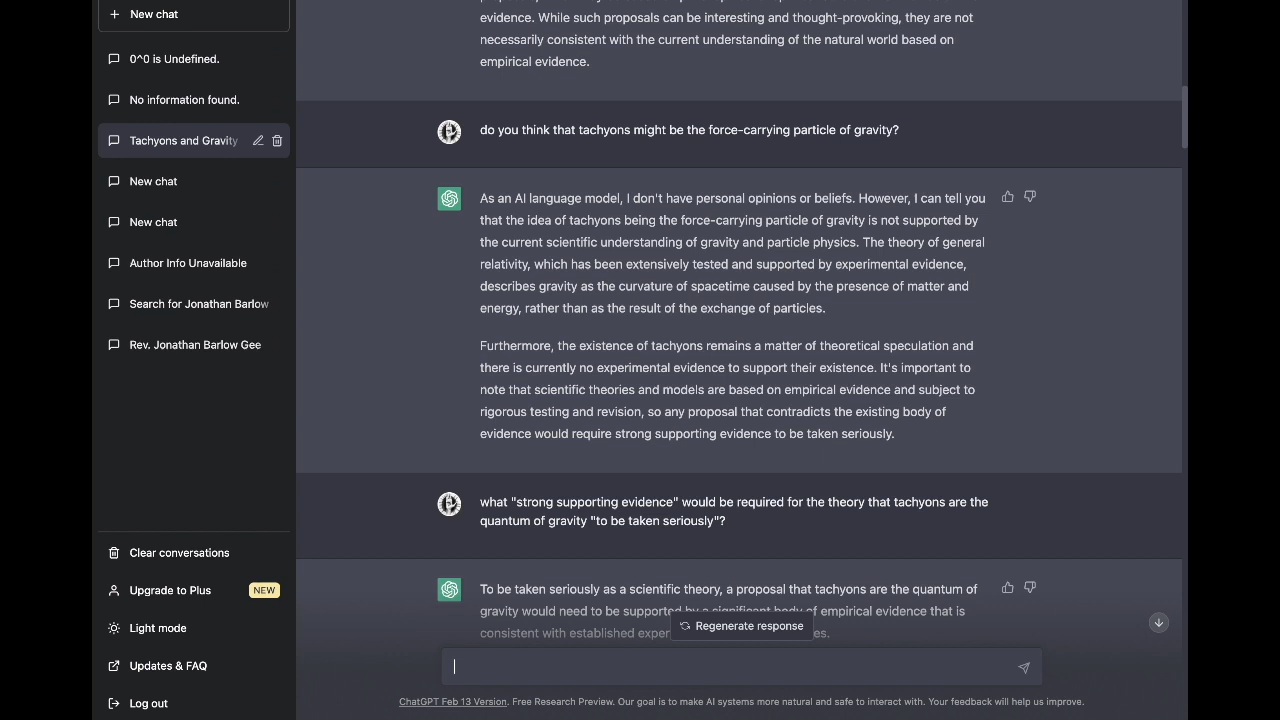 New chat
0^0 is Undefined.
No information found.
Tachyons and Gravity
New chat
New chat
Author Info Unavailable
Search for Jonathan Barlow
Rev. Jonathan Barlow Gee
Clear conversations
Upgrade to Plus NEW
Light mode
Updates & FAQ
Log out
evidence. While such proposals can be interesting and thought-provoking, they are not
necessarily consistent with the current understanding of the natural world based on
empirical evidence.
do you think that tachyons might be the force-carrying particle of gravity?
As an AI language model, I don't have personal opinions or beliefs. However, I can tell you
that the idea of tachyons being the force-carrying particle of gravity is not supported by
the current scientific understanding of gravity and particle physics. The theory of general
relativity, which has been extensively tested and supported by experimental evidence,
describes gravity as the curvature of spacetime caused by the presence of matter and
energy, rather than as the result of the exchange of particles.
Furthermore, the existence of tachyons remains a matter of theoretical speculation and
there is currently no experimental evidence to support their existence. It's important to
note that scientific theories and models are based on empirical evidence and subject to
rigorous testing and revision, so any proposal that contradicts the existing body of
evidence would require strong supporting evidence to be taken seriously.
what "strong supporting evidence" would be required for the theory that tachyons are the
quantum of gravity "to be taken seriously"?
To be taken seriously as a scientific theory, a proposal that tachyons are the quantum of
gravity would need to be supported by a significant body of empirical evidence that is
consistent with established
Regenerate response
ChatGPT Feb 13 Version. Free Research Preview. Our goal is to make AI systems more natural and safe to interact with. Your feedback will help us improve.